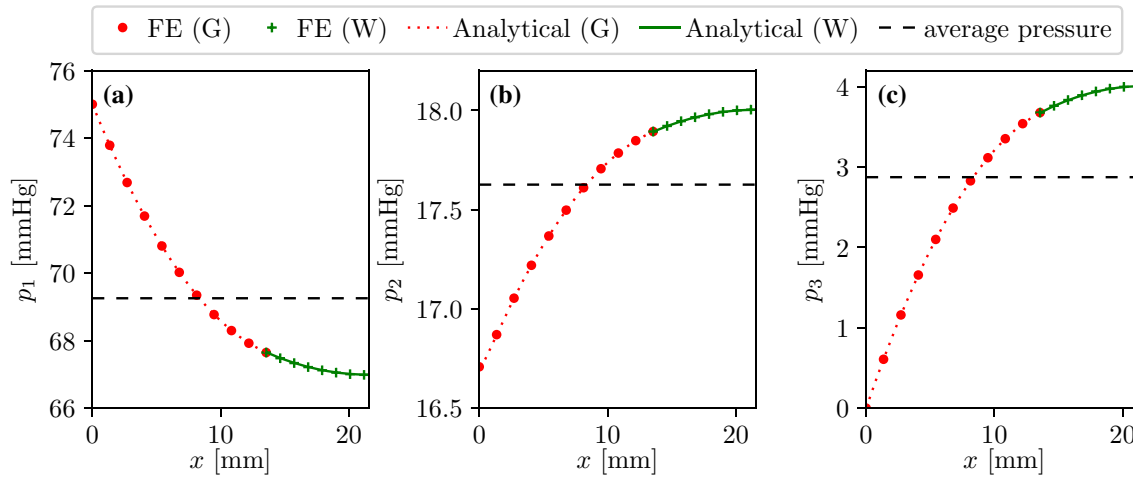 FE (G) FE (W) Analytical (G) Analytical (W) average pressure
(a)
76
74
72
70
68
66
p₁ [mmHg]
0 10 20
x [mm]
(b)
18.0
17.5
17.0
16.5
p₂ [mmHg]
0 10 20
x [mm]
(c)
4
3
2
1
0
p₃ [mmHg]
0 10 20
x [mm]